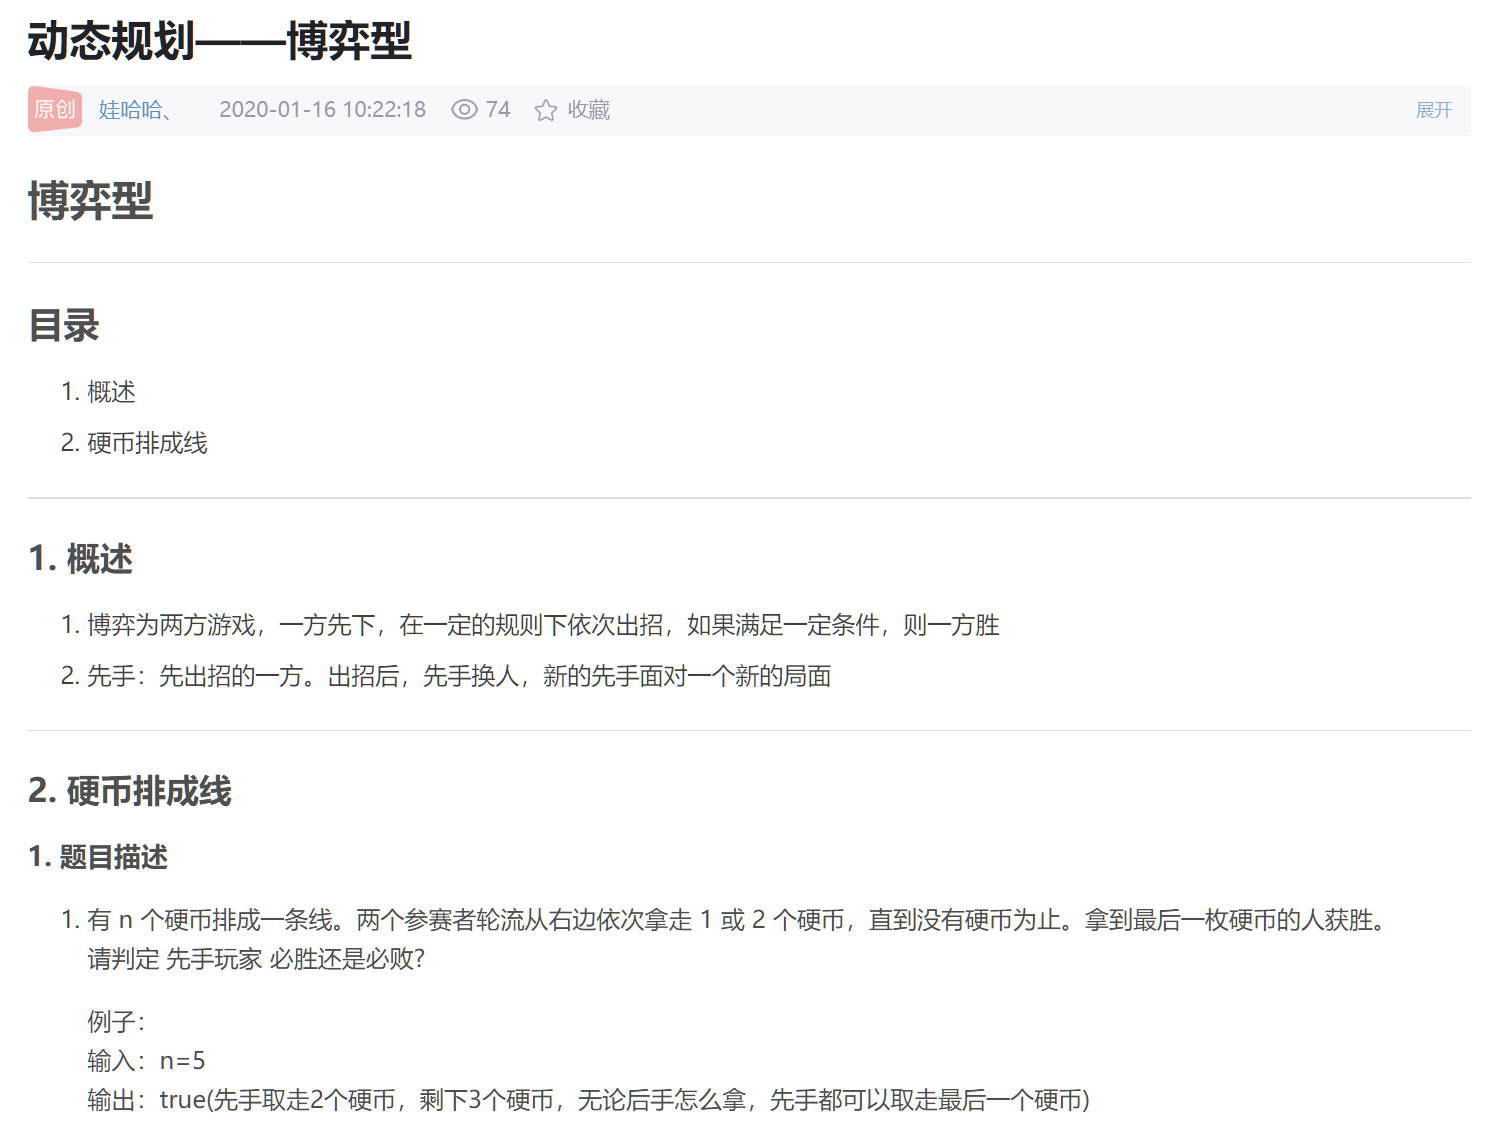 动态规划——博弈型
原创 娃哈哈、 2020-01-16 10:22:18 74 收藏 展开
博弈型
目录
1. 概述
2. 硬币排成线
1. 概述
1. 博弈为两方游戏，一方先下，在一定的规则下依次出招，如果满足一定条件，则一方胜
2. 先手：先出招的一方。出招后，先手换人，新的先手面对一个新的局面
2. 硬币排成线
1. 题目描述
1. 有 n 个硬币排成一条线。两个参赛者轮流从右边依次拿走 1 或 2 个硬币，直到没有硬币为止。拿到最后一枚硬币的人获胜。
请判定 先手玩家 必胜还是必败?
例子：
输入：n=5
输出：true(先手取走2个硬币，剩下3个硬币，无论后手怎么拿，先手都可以取走最后一个硬币)